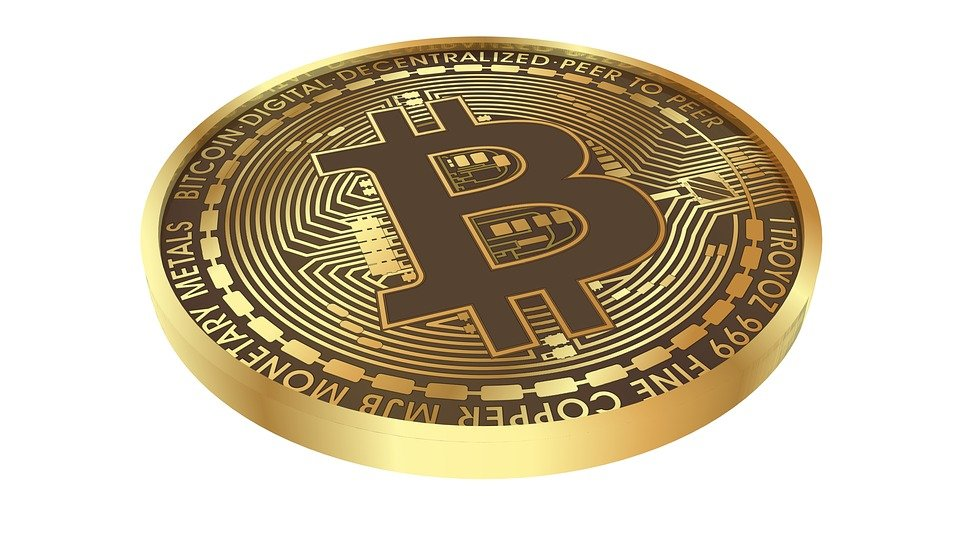 BITCOIN·DIGITAL·DECENTRALIZED·PEER TO PEER
1TROYOZ 999 FINE COPPER MJB MONETARY METALS